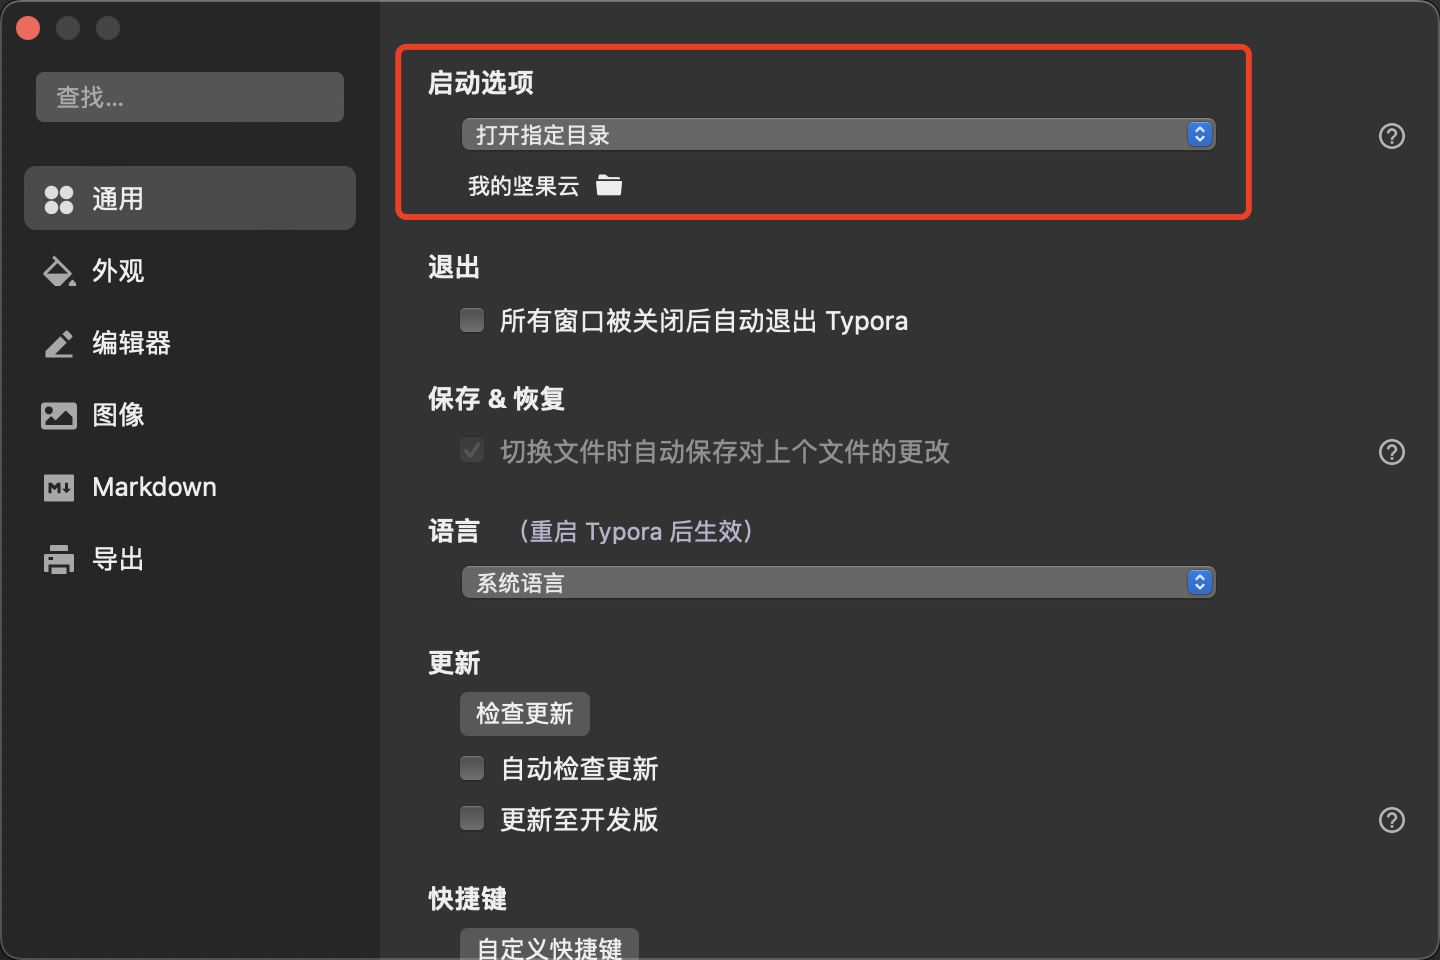 查找...
通用
外观
编辑器
图像
Markdown
导出
启动选项
打开指定目录
我的坚果云
退出
所有窗口被关闭后自动退出 Typora
保存 & 恢复
切换文件时自动保存对上个文件的更改
语言 （重启 Typora 后生效）
系统语言
更新
检查更新
自动检查更新
更新至开发版
快捷键
自定义快捷键